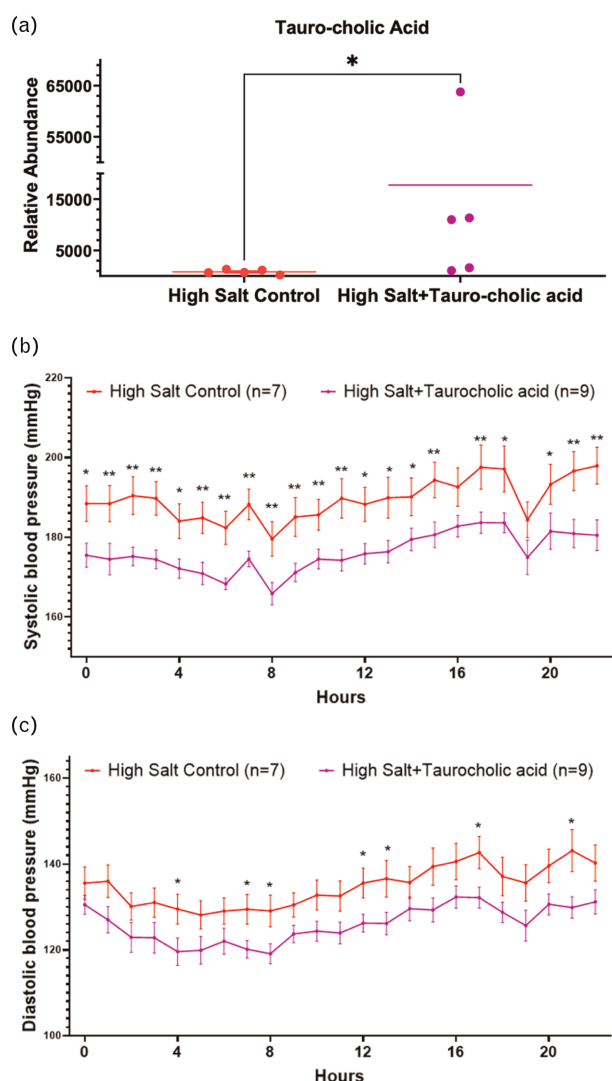 (a)
Tauro-cholic Acid
*
65000
55000
15000
5000
Relative Abundance
High Salt Control High Salt+Tauro-cholic acid
(b)
220
200
180
160
Systolic blood pressure (mmHg)
High Salt Control (n=7) High Salt+Taurocholic acid (n=9)
* ** ** ** * ** ** ** ** ** ** ** * * * ** ** * * ** **
0 4 8 12 16 20
Hours
(c)
160
140
120
100
Diastolic blood pressure (mmHg)
High Salt Control (n=7) High Salt+Taurocholic acid (n=9)
* * * * * * *
0 4 8 12 16 20
Hours